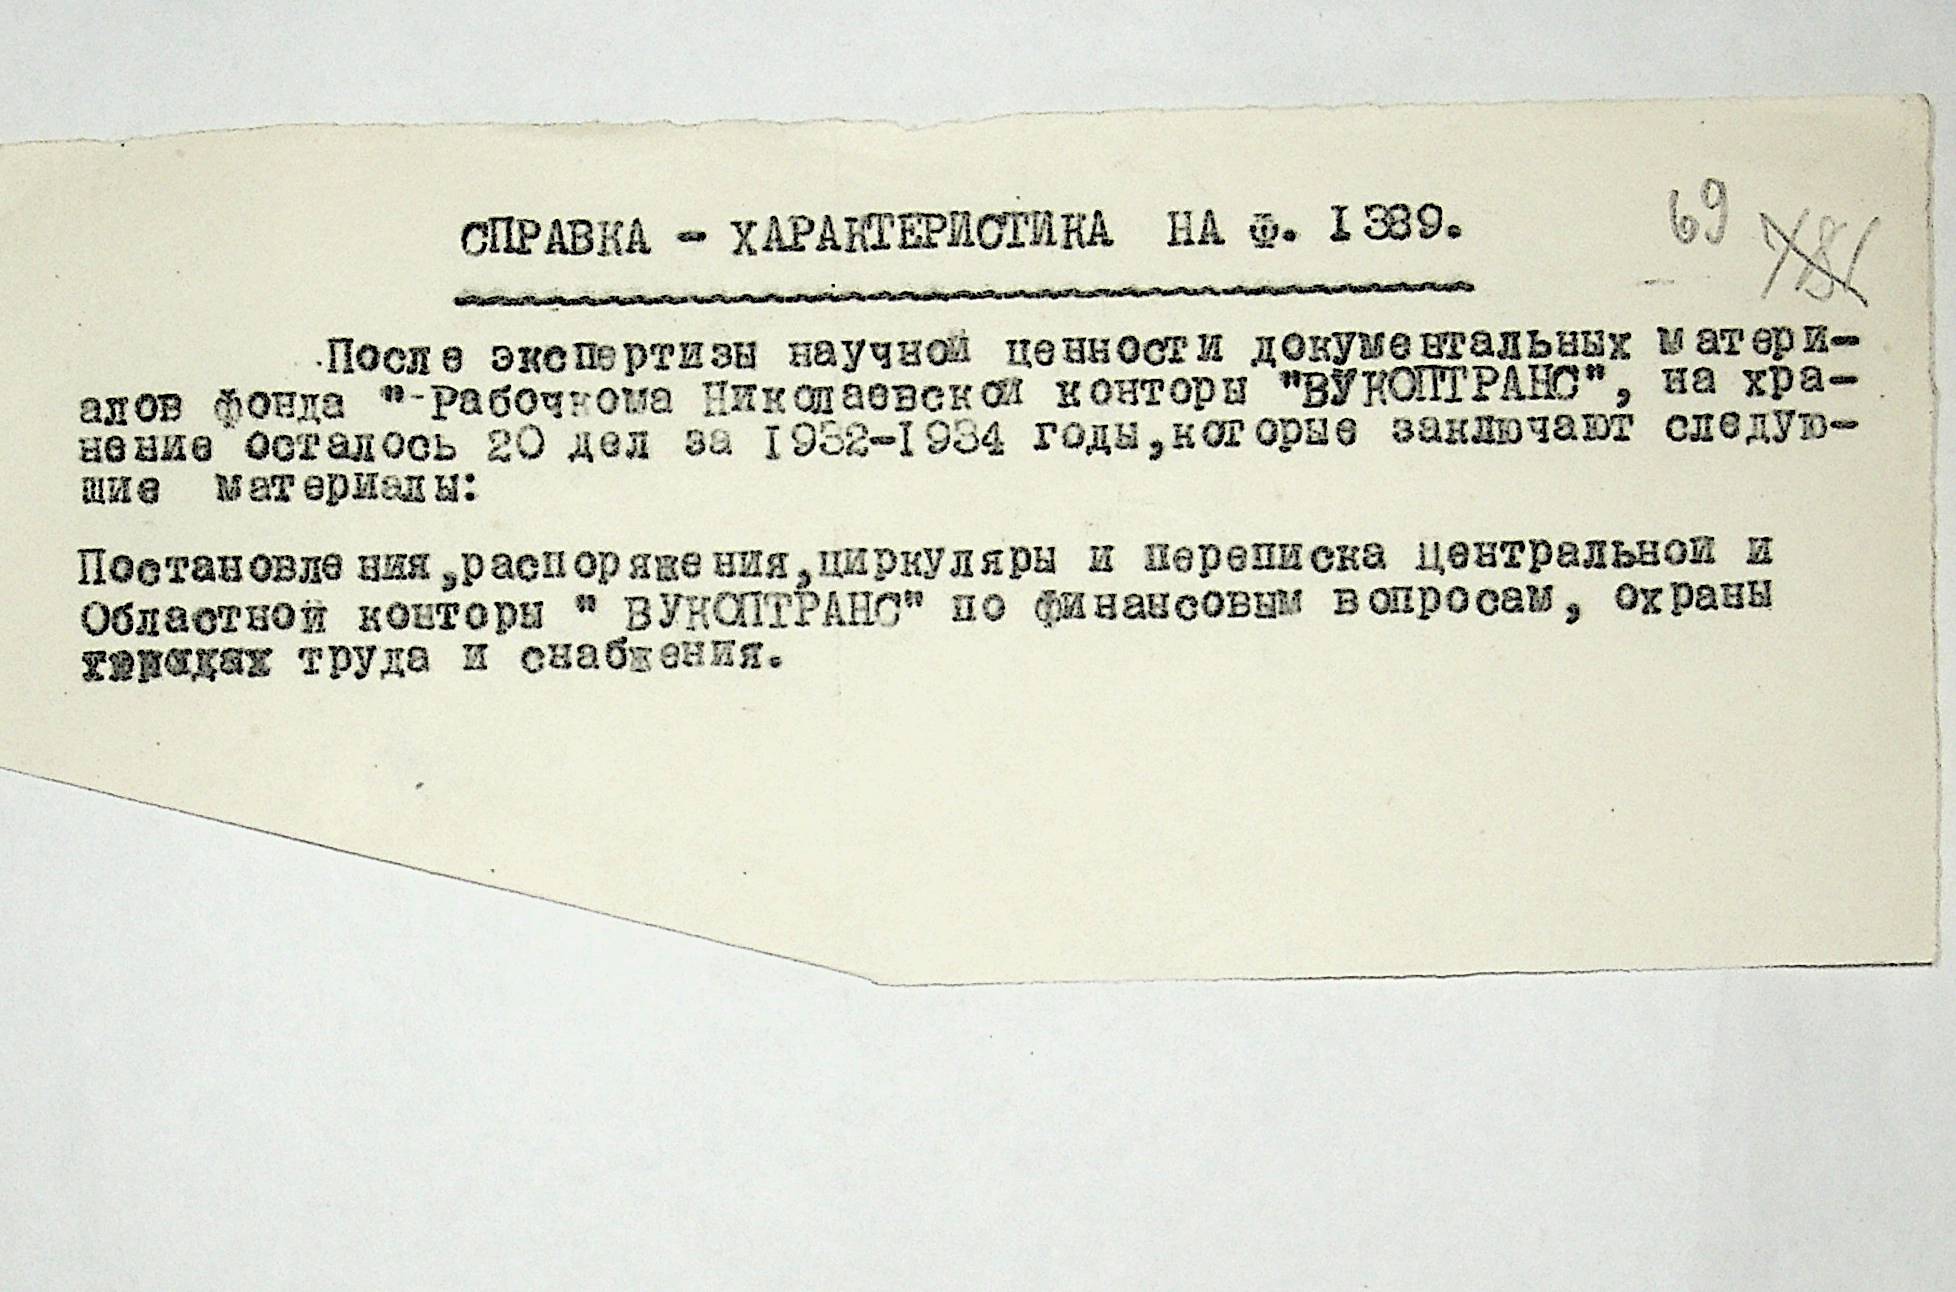 СПРАВКА - ХАРАКТЕРИСТИКА НА Ф. 1389.
69
После экспертизы научной ценности документальных матери-
алов фонда "-Рабочкома Николаевской конторы "ВУКОПТРАНС", на хра-
нение осталось 20 дел за 1932-1934 годы,которые заключают следую-
шие материалы:
Постановления,распоряжения,циркуляры и переписка Центральной и
Областной конторы " ВУКОПТРАНС" по финансовым вопросам, охраны
труда и снабжения.